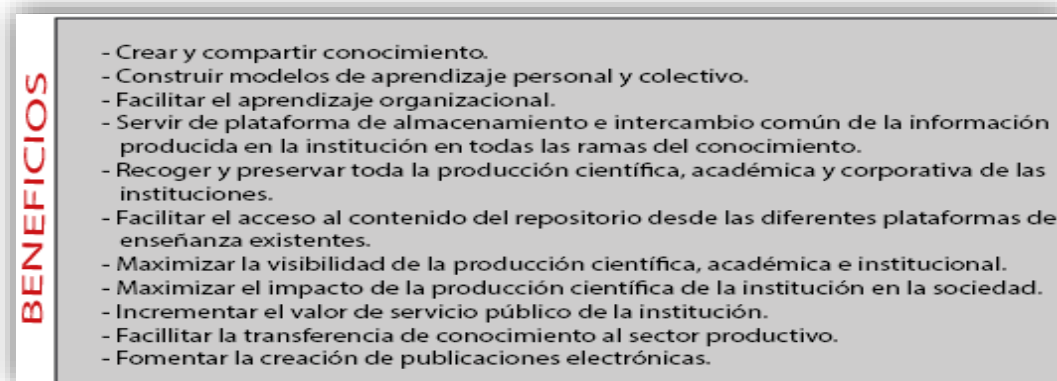 BENEFICIOS
- Crear y compartir conocimiento.
- Construir modelos de aprendizaje personal y colectivo.
- Facilitar el aprendizaje organizacional.
- Servir de plataforma de almacenamiento e intercambio común de la información
producida en la institución en todas las ramas del conocimiento.
- Recoger y preservar toda la producción científica, académica y corporativa de las
instituciones.
- Facilitar el acceso al contenido del repositorio desde las diferentes plataformas de
enseñanza existentes.
- Maximizar la visibilidad de la producción científica, académica e institucional.
- Maximizar el impacto de la producción científica de la institución en la sociedad.
- Incrementar el valor de servicio público de la institución.
- Facillitar la transferencia de conocimiento al sector productivo.
- Fomentar la creación de publicaciones electrónicas.